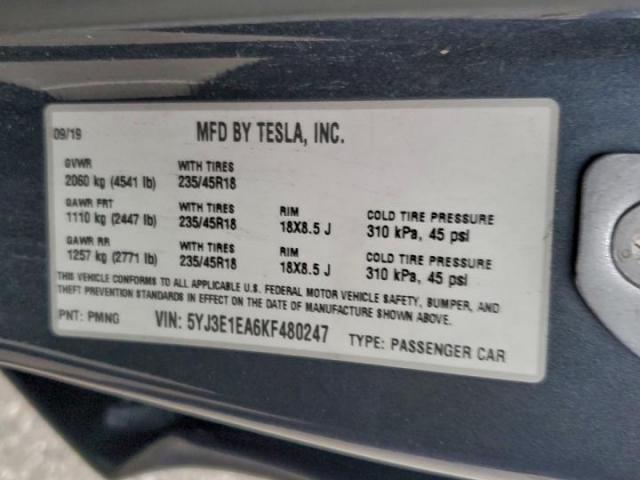 09/19 MFD BY TESLA, INC.
GVWR WITH TIRES
2060 kg (4541 lb) 235/45R18
GAWR FRT WITH TIRES RIM COLD TIRE PRESSURE
1110 kg (2447 lb) 235/45R18 18X8.5 J 310 kPa, 45 psi
GAWR RR WITH TIRES RIM COLD TIRE PRESSURE
1257 kg (2771 lb) 235/45R18 18X8.5 J 310 kPa, 45 psi
THIS VEHICLE CONFORMS TO ALL APPLICABLE U.S. FEDERAL MOTOR VEHICLE SAFETY, BUMPER, AND
THEFT PREVENTION STANDARDS IN EFFECT ON THE DATE OF MANUFACTURE SHOWN ABOVE.
PNT: PMNG VIN: 5YJ3E1EA6KF480247 TYPE: PASSENGER CAR